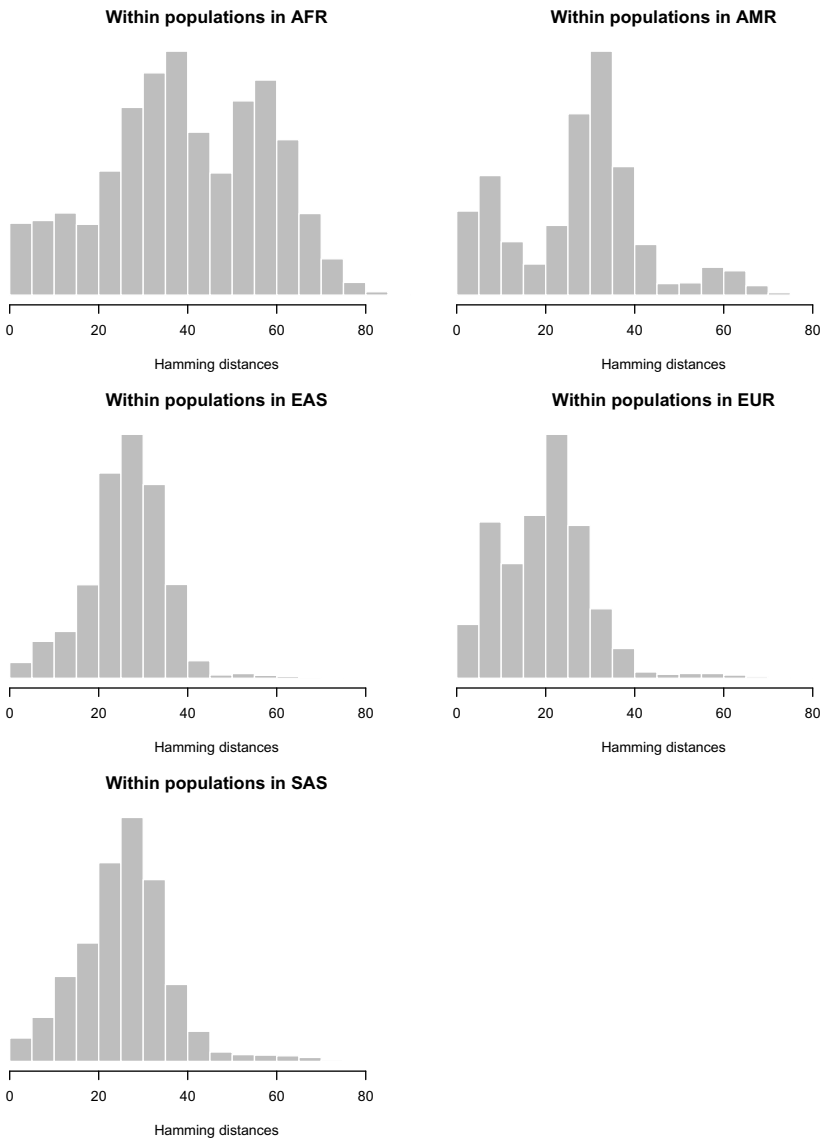 Within populations in AFR
0 20 40 60 80
Hamming distances
Within populations in AMR
0 20 40 60 80
Hamming distances
Within populations in EAS
0 20 40 60 80
Hamming distances
Within populations in EUR
0 20 40 60 80
Hamming distances
Within populations in SAS
0 20 40 60 80
Hamming distances